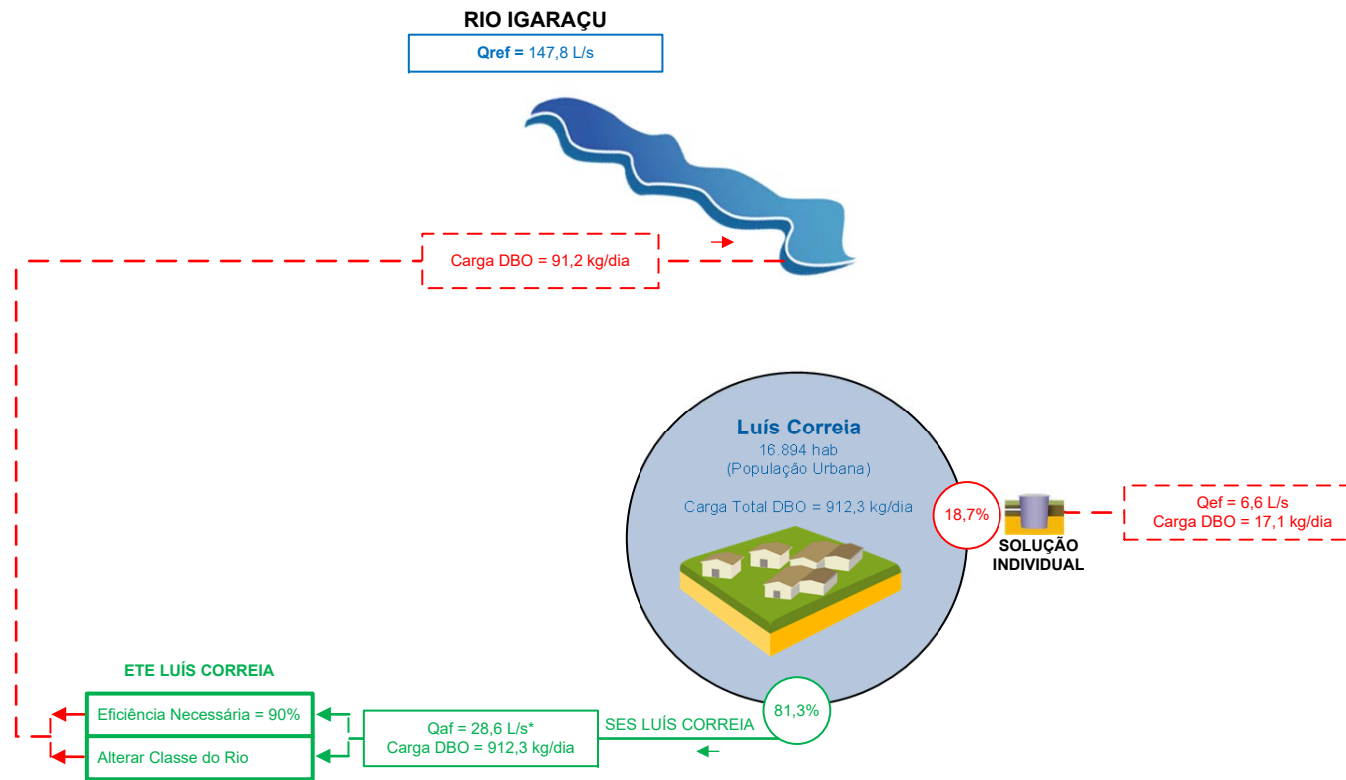 RIO IGARAÇU
Qref = 147,8 L/s
Carga DBO = 91,2 kg/dia
Luís Correia
16.894 hab
(População Urbana)
Carga Total DBO = 912,3 kg/dia
18,7%
SOLUÇÃO
INDIVIDUAL
Qef = 6,6 L/s
Carga DBO = 17,1 kg/dia
81,3%
SES LUÍS CORREIA
Qaf = 28,6 L/s*
Carga DBO = 912,3 kg/dia
ETE LUÍS CORREIA
Eficiência Necessária = 90%
Alterar Classe do Rio